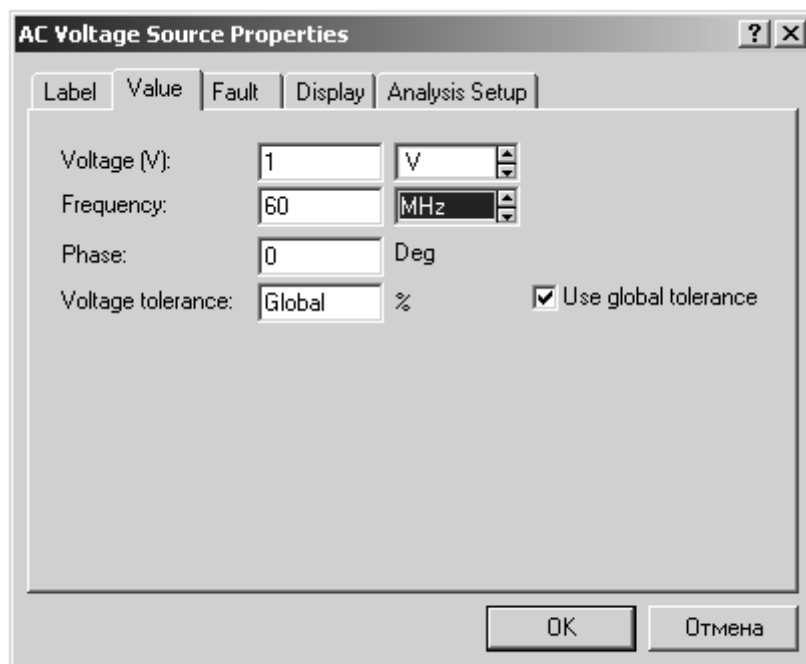 AC Voltage Source Properties ? X
Label Value Fault Display Analysis Setup
Voltage (V): 1 V
Frequency: 60 MHz
Phase: 0 Deg
Voltage tolerance: Global % Use global tolerance
OK Отмена